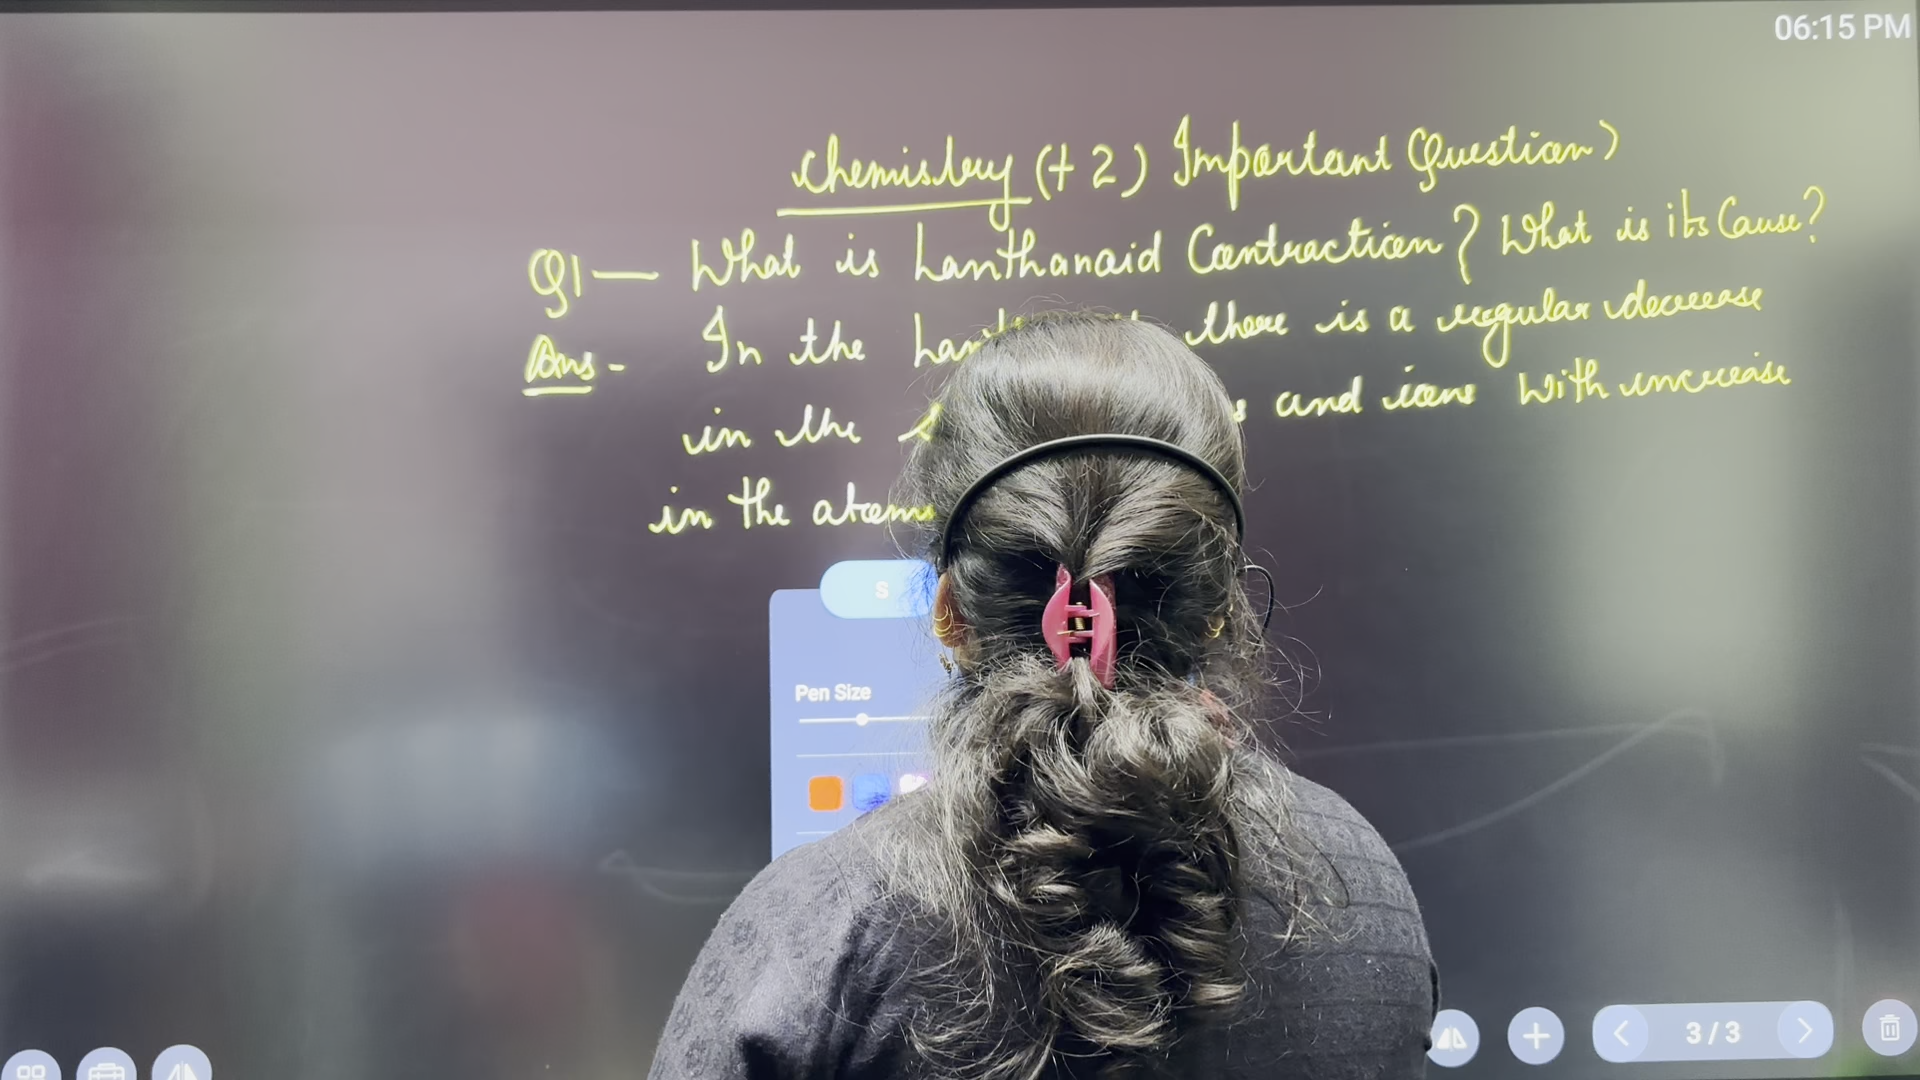 06:15 PM
Chemistry (+2) Important Question)
Q1 — What is Lanthanoid Contraction? What is its Cause?
Ans - In the there is a regular decrease
in the and ions with increase
in the
S
Pen Size
3/3